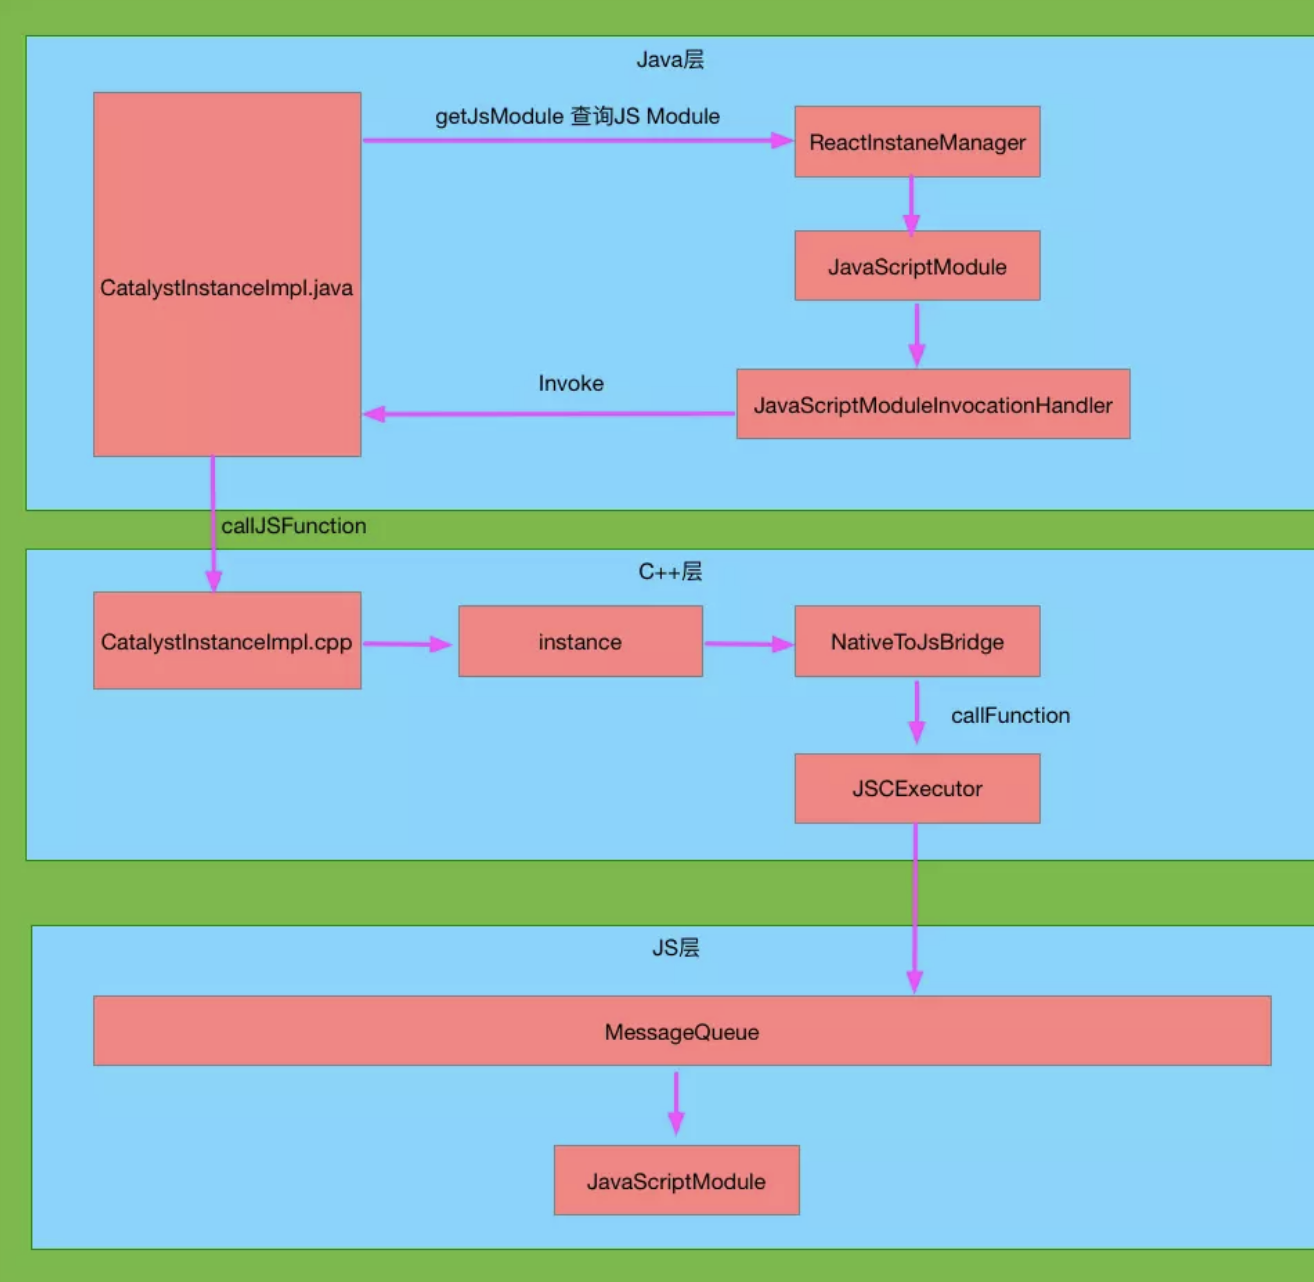 Java层
getJsModule 查询JS Module
ReactInstaneManager
JavaScriptModule
CatalystInstanceImpl.java
Invoke
JavaScriptModuleInvocationHandler
callJSFunction
C++层
CatalystInstanceImpl.cpp
instance
NativeToJsBridge
callFunction
JSCExecutor
JS层
MessageQueue
JavaScriptModule